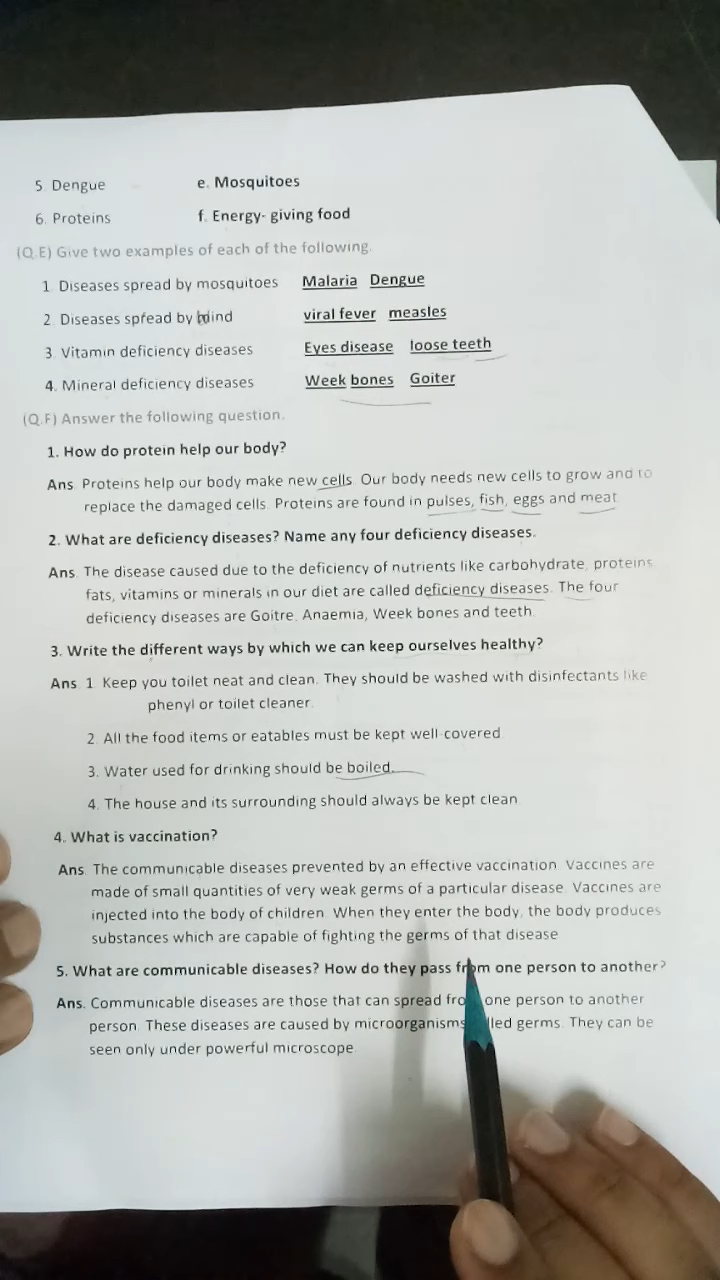 5 Dengue e. Mosquitoes
6. Proteins f. Energy- giving food
(Q.E) Give two examples of each of the following.
1 Diseases spread by mosquitoes Malaria Dengue
2. Diseases spread by mind viral fever measles
3. Vitamin deficiency diseases Eyes disease loose teeth
4. Mineral deficiency diseases Week bones Goiter
(Q.F) Answer the following question.
1. How do protein help our body?
Ans. Proteins help our body make new cells. Our body needs new cells to grow and to
replace the damaged cells. Proteins are found in pulses, fish, eggs and meat.
2. What are deficiency diseases? Name any four deficiency diseases.
Ans. The disease caused due to the deficiency of nutrients like carbohydrate, proteins
fats, vitamins or minerals in our diet are called deficiency diseases. The four
deficiency diseases are Goitre, Anaemia, Week bones and teeth.
3. Write the different ways by which we can keep ourselves healthy?
Ans. 1. Keep you toilet neat and clean. They should be washed with disinfectants like
phenyl or toilet cleaner.
2. All the food items or eatables must be kept well-covered.
3. Water used for drinking should be boiled.
4. The house and its surrounding should always be kept clean.
4. What is vaccination?
Ans. The communicable diseases prevented by an effective vaccination. Vaccines are
made of small quantities of very weak germs of a particular disease. Vaccines are
injected into the body of children. When they enter the body, the body produces
substances which are capable of fighting the germs of that disease
5. What are communicable diseases? How do they pass from one person to another?
Ans. Communicable diseases are those that can spread fro one person to another
person. These diseases are caused by microorganisms lled germs. They can be
seen only under powerful microscope.